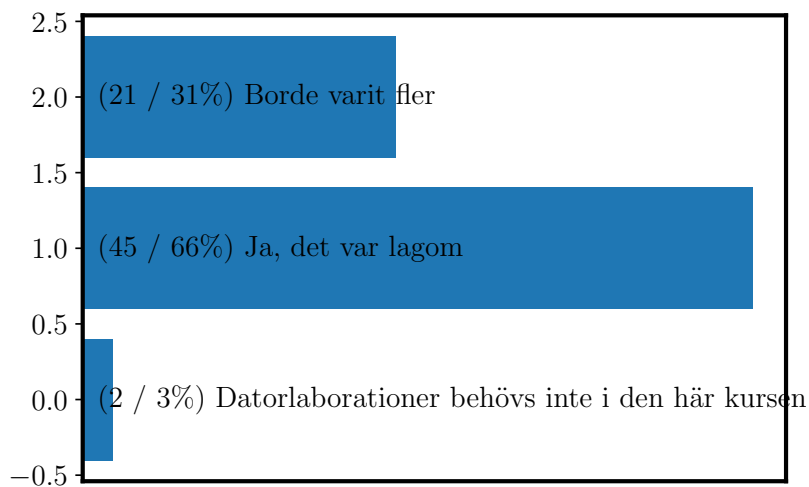 2.5
(21 / 31%) Borde varit fler
2.0
1.5
(45 / 66%) Ja, det var lagom
1.0
0.5
(2 / 3%) Datorlaborationer behövs inte i den här kursen
0.0
−0.5